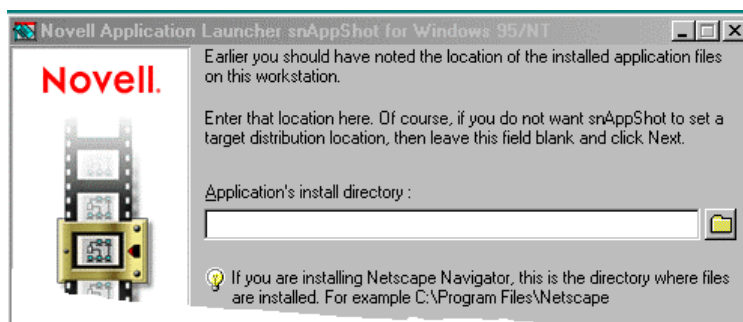 Novell Application Launcher snAppShot for Windows 95/NT
Novell.
Earlier you should have noted the location of the installed application files
on this workstation.
Enter that location here. Of course, if you do not want snAppShot to set a
target distribution location, then leave this field blank and click Next.
Application's install directory :
If you are installing Netscape Navigator, this is the directory where files
are installed. For example C:\Program Files\Netscape